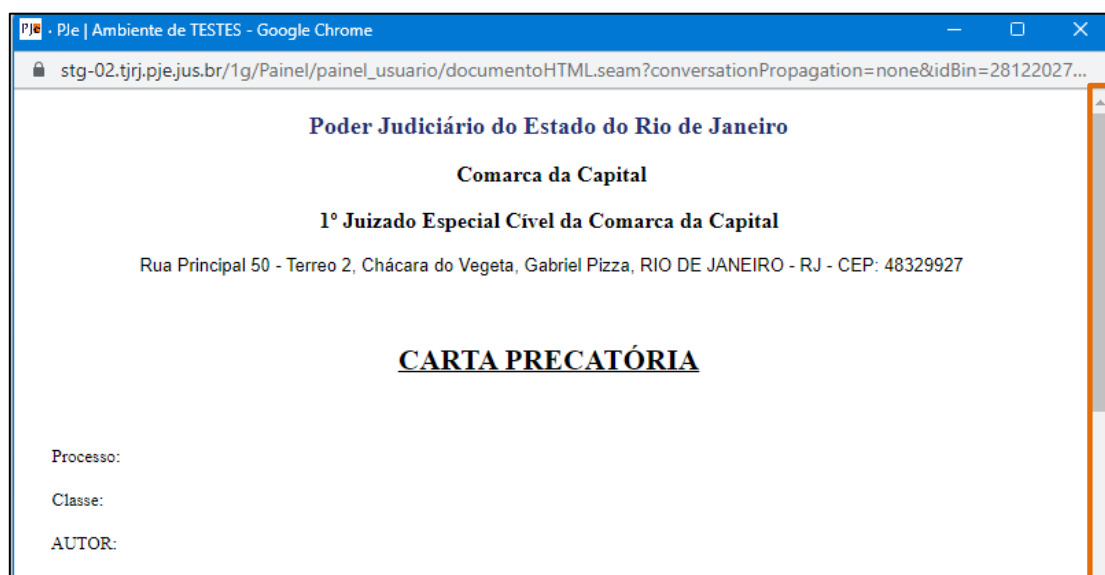 PJe · PJe | Ambiente de TESTES - Google Chrome
stg-02.tjrj.pje.jus.br/1g/Painel/painel_usuario/documentoHTML.seam?conversationPropagation=none&idBin=28122027...
Poder Judiciário do Estado do Rio de Janeiro
Comarca da Capital
1º Juizado Especial Cível da Comarca da Capital
Rua Principal 50 - Terreo 2, Chácara do Vegeta, Gabriel Pizza, RIO DE JANEIRO - RJ - CEP: 48329927
CARTA PRECATÓRIA
Processo:
Classe:
AUTOR: